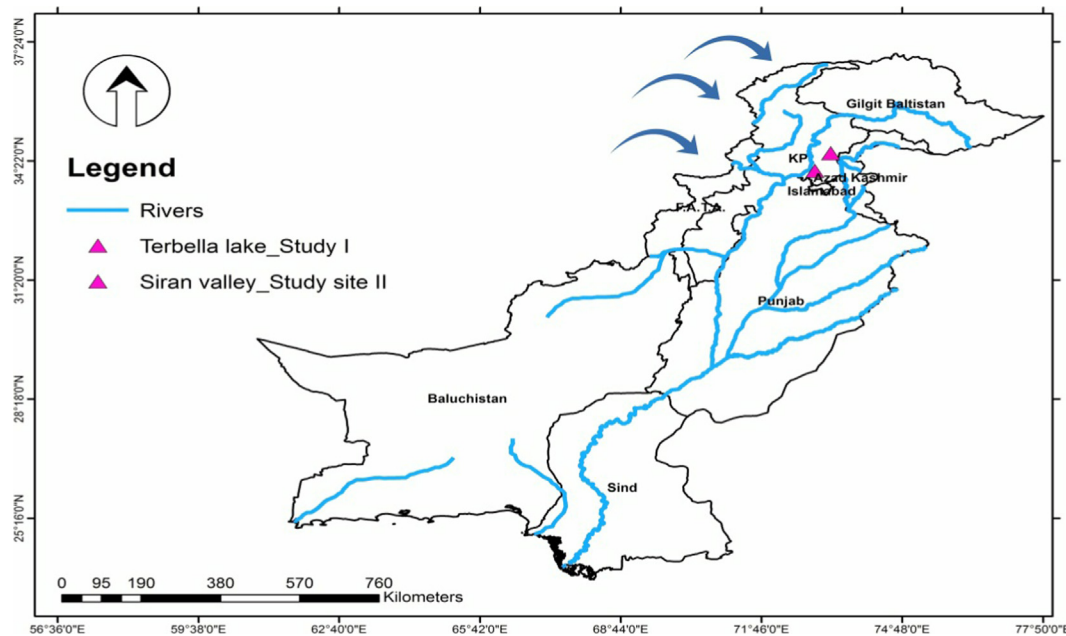 Legend
Rivers
Terbella lake_Study I
Siran valley_Study site II
Gilgit Baltistan
KP
Azad Kashmir
Islamabad
F.A.T.A.
Punjab
Baluchistan
Sind
0 95 190 380 570 760
Kilometers
37°24'0"N
34°22'0"N
31°20'0"N
28°18'0"N
25°16'0"N
56°36'0"E 59°38'0"E 62°40'0"E 65°42'0"E 68°44'0"E 71°46'0"E 74°48'0"E 77°50'0"E